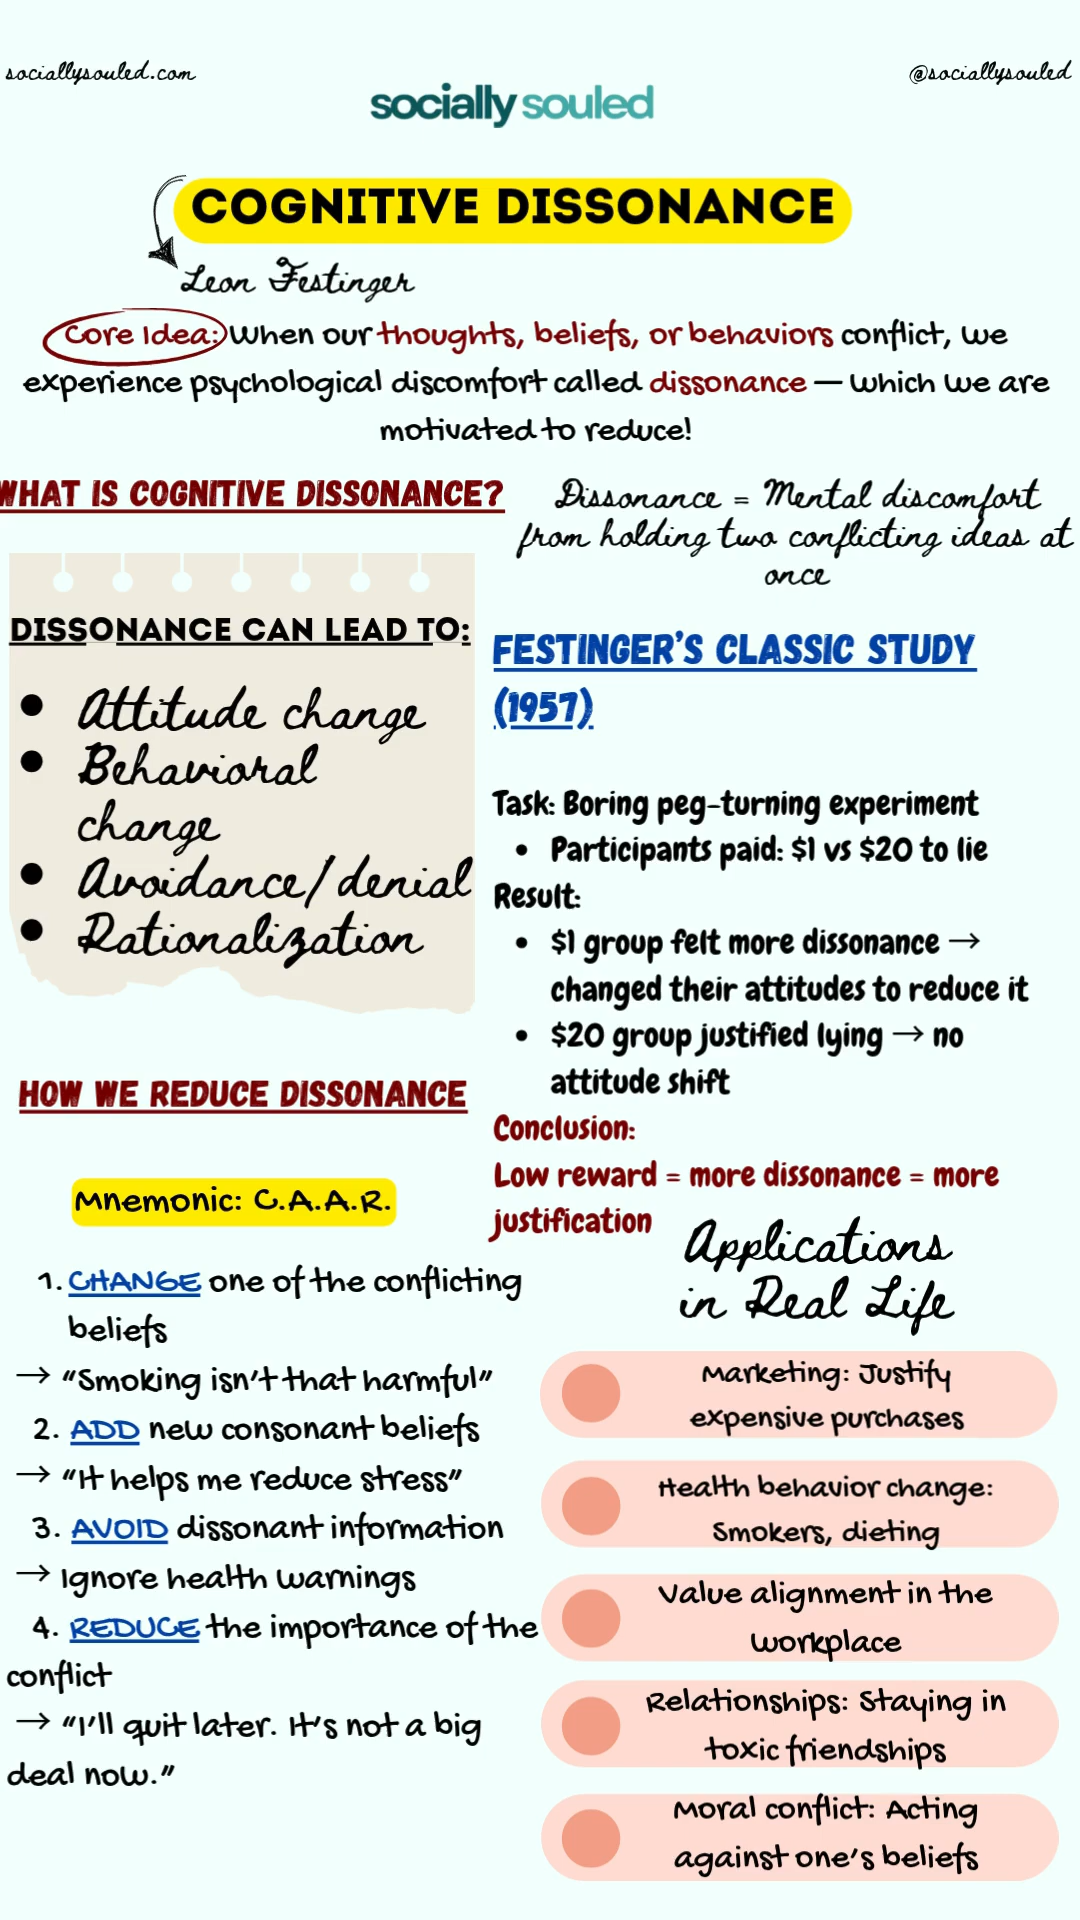 sociallysouled.com
@sociallysouled
socially souled
COGNITIVE DISSONANCE
Leon Festinger
Core Idea: When our thoughts, beliefs, or behaviors conflict, we
experience psychological discomfort called dissonance — which we are
motivated to reduce!
WHAT IS COGNITIVE DISSONANCE?
Dissonance = Mental discomfort
from holding two conflicting ideas at
once
DISSONANCE CAN LEAD TO:
• Attitude change
• Behavioral
change
• Avoidance/denial
• Rationalization
FESTINGER'S CLASSIC STUDY
(1957)
Task: Boring peg-turning experiment
• Participants paid: $1 vs $20 to lie
Result:
• $1 group felt more dissonance →
changed their attitudes to reduce it
• $20 group justified lying → no
attitude shift
Conclusion:
Low reward = more dissonance = more
justification
HOW WE REDUCE DISSONANCE
Mnemonic: C.A.A.R.
1. CHANGE one of the conflicting
beliefs
→ "Smoking isn't that harmful"
2. ADD new consonant beliefs
→ "It helps me reduce stress"
3. AVOID dissonant information
→ Ignore health warnings
4. REDUCE the importance of the
conflict
→ "I'll quit later. It's not a big
deal now."
Applications
in Real Life
Marketing: Justify
expensive purchases
Health behavior change:
Smokers, dieting
Value alignment in the
workplace
Relationships: Staying in
toxic friendships
Moral conflict: Acting
against one's beliefs